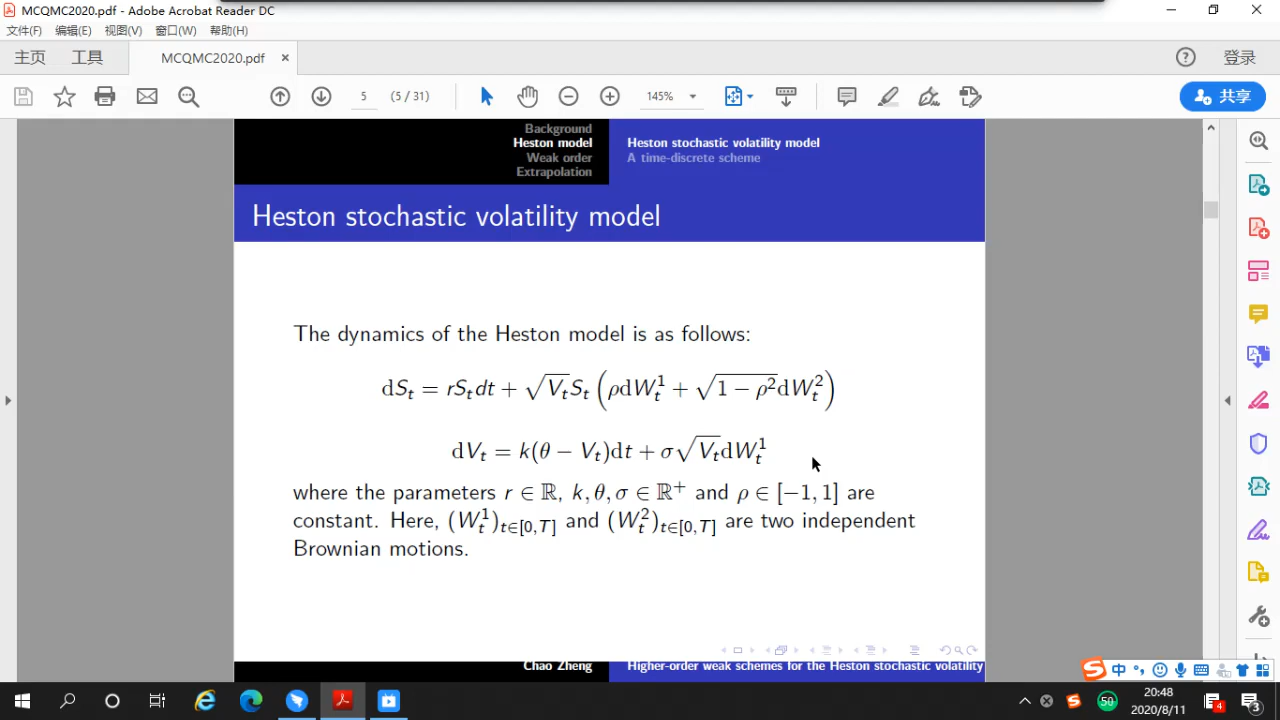 MCQMC2020.pdf - Adobe Acrobat Reader DC
文件(F) 编辑(E) 视图(V) 窗口(W) 帮助(H)
主页 工具 MCQMC2020.pdf × 登录
5 (5 / 31) 145% 共享
Background
Heston model
Weak order
Extrapolation
Heston stochastic volatility model
A time-discrete scheme
Heston stochastic volatility model
The dynamics of the Heston model is as follows:
dS_t = rS_t dt + √V_t S_t (ρdW_t^1 + √(1 − ρ^2) dW_t^2)
dV_t = k(θ − V_t)dt + σ√V_t dW_t^1
where the parameters r ∈ ℝ, k, θ, σ ∈ ℝ^+ and ρ ∈ [−1, 1] are
constant. Here, (W_t^1)_{t∈[0,T]} and (W_t^2)_{t∈[0,T]} are two independent
Brownian motions.
Chao Zheng Higher-order weak schemes for the Heston stochastic volatility
中
50
20:48
2020/8/11
4
3